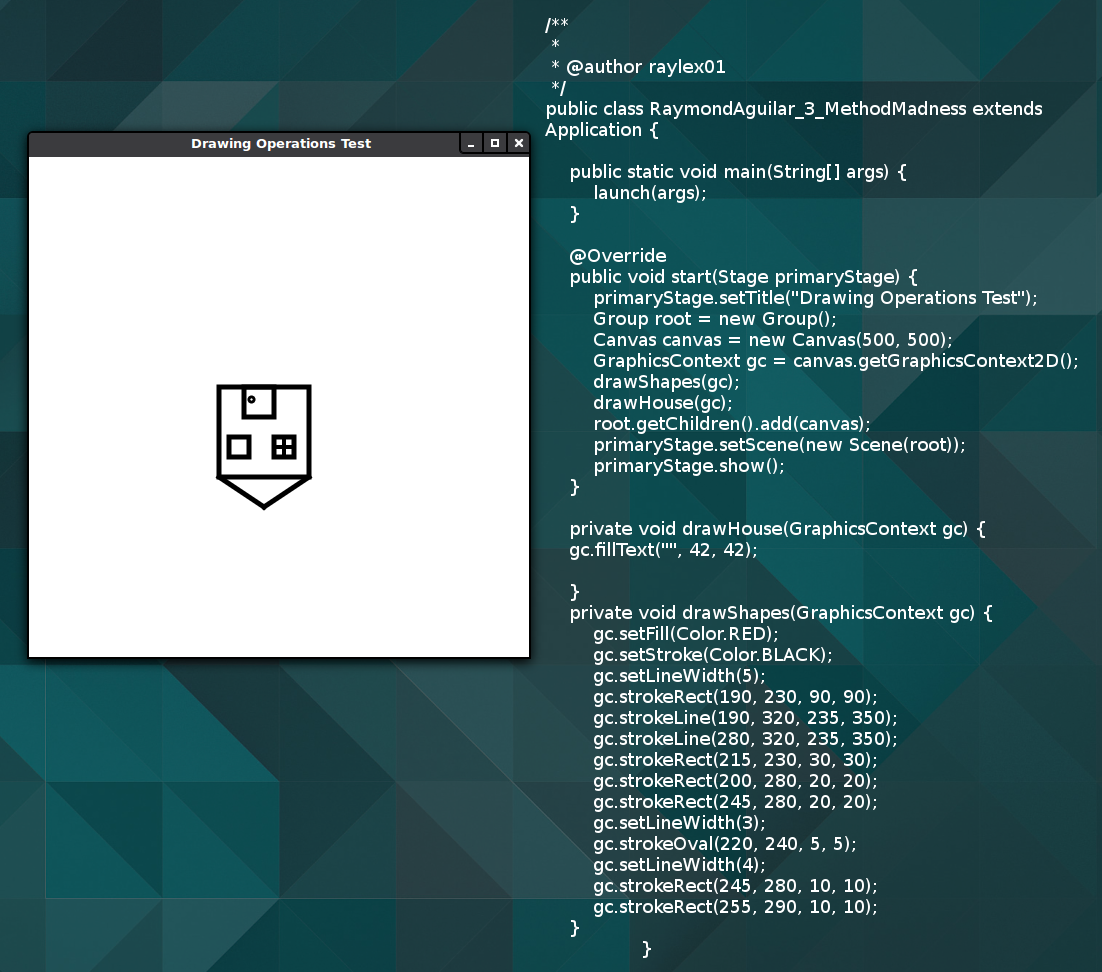 Drawing Operations Test
/**
*
* @author raylex01
*/
public class RaymondAguilar_3_MethodMadness extends
Application {
public static void main(String[] args) {
launch(args);
}
@Override
public void start(Stage primaryStage) {
primaryStage.setTitle("Drawing Operations Test");
Group root = new Group();
Canvas canvas = new Canvas(500, 500);
GraphicsContext gc = canvas.getGraphicsContext2D();
drawShapes(gc);
drawHouse(gc);
root.getChildren().add(canvas);
primaryStage.setScene(new Scene(root));
primaryStage.show();
}
private void drawHouse(GraphicsContext gc) {
gc.fillText("", 42, 42);
}
private void drawShapes(GraphicsContext gc) {
gc.setFill(Color.RED);
gc.setStroke(Color.BLACK);
gc.setLineWidth(5);
gc.strokeRect(190, 230, 90, 90);
gc.strokeLine(190, 320, 235, 350);
gc.strokeLine(280, 320, 235, 350);
gc.strokeRect(215, 230, 30, 30);
gc.strokeRect(200, 280, 20, 20);
gc.strokeRect(245, 280, 20, 20);
gc.setLineWidth(3);
gc.strokeOval(220, 240, 5, 5);
gc.setLineWidth(4);
gc.strokeRect(245, 280, 10, 10);
gc.strokeRect(255, 290, 10, 10);
}
}